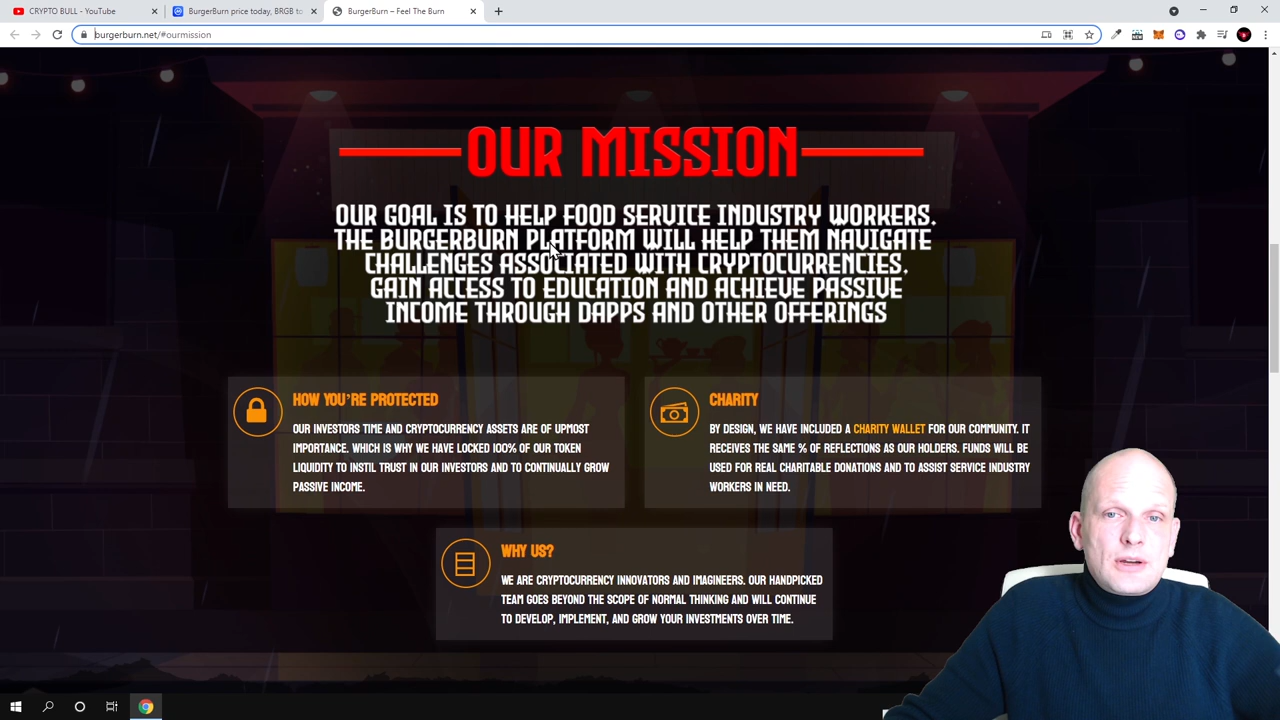 CRYPTO BULL - YouTube
BurgerBurn price today, BRGB to
BurgerBurn – Feel The Burn
burgerburn.net/#ourmission
OUR MISSION
OUR GOAL IS TO HELP FOOD SERVICE INDUSTRY WORKERS.
THE BURGERBURN PLATFORM WILL HELP THEM NAVIGATE
CHALLENGES ASSOCIATED WITH CRYPTOCURRENCIES.
GAIN ACCESS TO EDUCATION AND ACHIEVE PASSIVE
INCOME THROUGH DAPPS AND OTHER OFFERINGS
HOW YOU'RE PROTECTED
OUR INVESTORS TIME AND CRYPTOCURRENCY ASSETS ARE OF UPMOST
IMPORTANCE. WHICH IS WHY WE HAVE LOCKED 100% OF OUR TOKEN
LIQUIDITY TO INSTIL TRUST IN OUR INVESTORS AND TO CONTINUALLY GROW
PASSIVE INCOME.
CHARITY
BY DESIGN, WE HAVE INCLUDED A CHARITY WALLET FOR OUR COMMUNITY. IT
RECEIVES THE SAME % OF REFLECTIONS AS OUR HOLDERS. FUNDS WILL BE
USED FOR REAL CHARITABLE DONATIONS AND TO ASSIST SERVICE INDUSTRY
WORKERS IN NEED.
WHY US?
WE ARE CRYPTOCURRENCY INNOVATORS AND IMAGINEERS. OUR HANDPICKED
TEAM GOES BEYOND THE SCOPE OF NORMAL THINKING AND WILL CONTINUE
TO DEVELOP, IMPLEMENT, AND GROW YOUR INVESTMENTS OVER TIME.